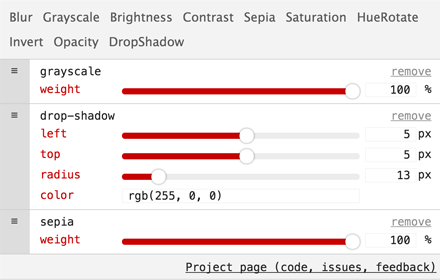 Blur Grayscale Brightness Contrast Sepia Saturation HueRotate
Invert Opacity DropShadow
grayscale remove
weight 100 %
drop-shadow remove
left 5 px
top 5 px
radius 13 px
color rgb(255, 0, 0)
sepia remove
weight 100 %
Project page (code, issues, feedback)